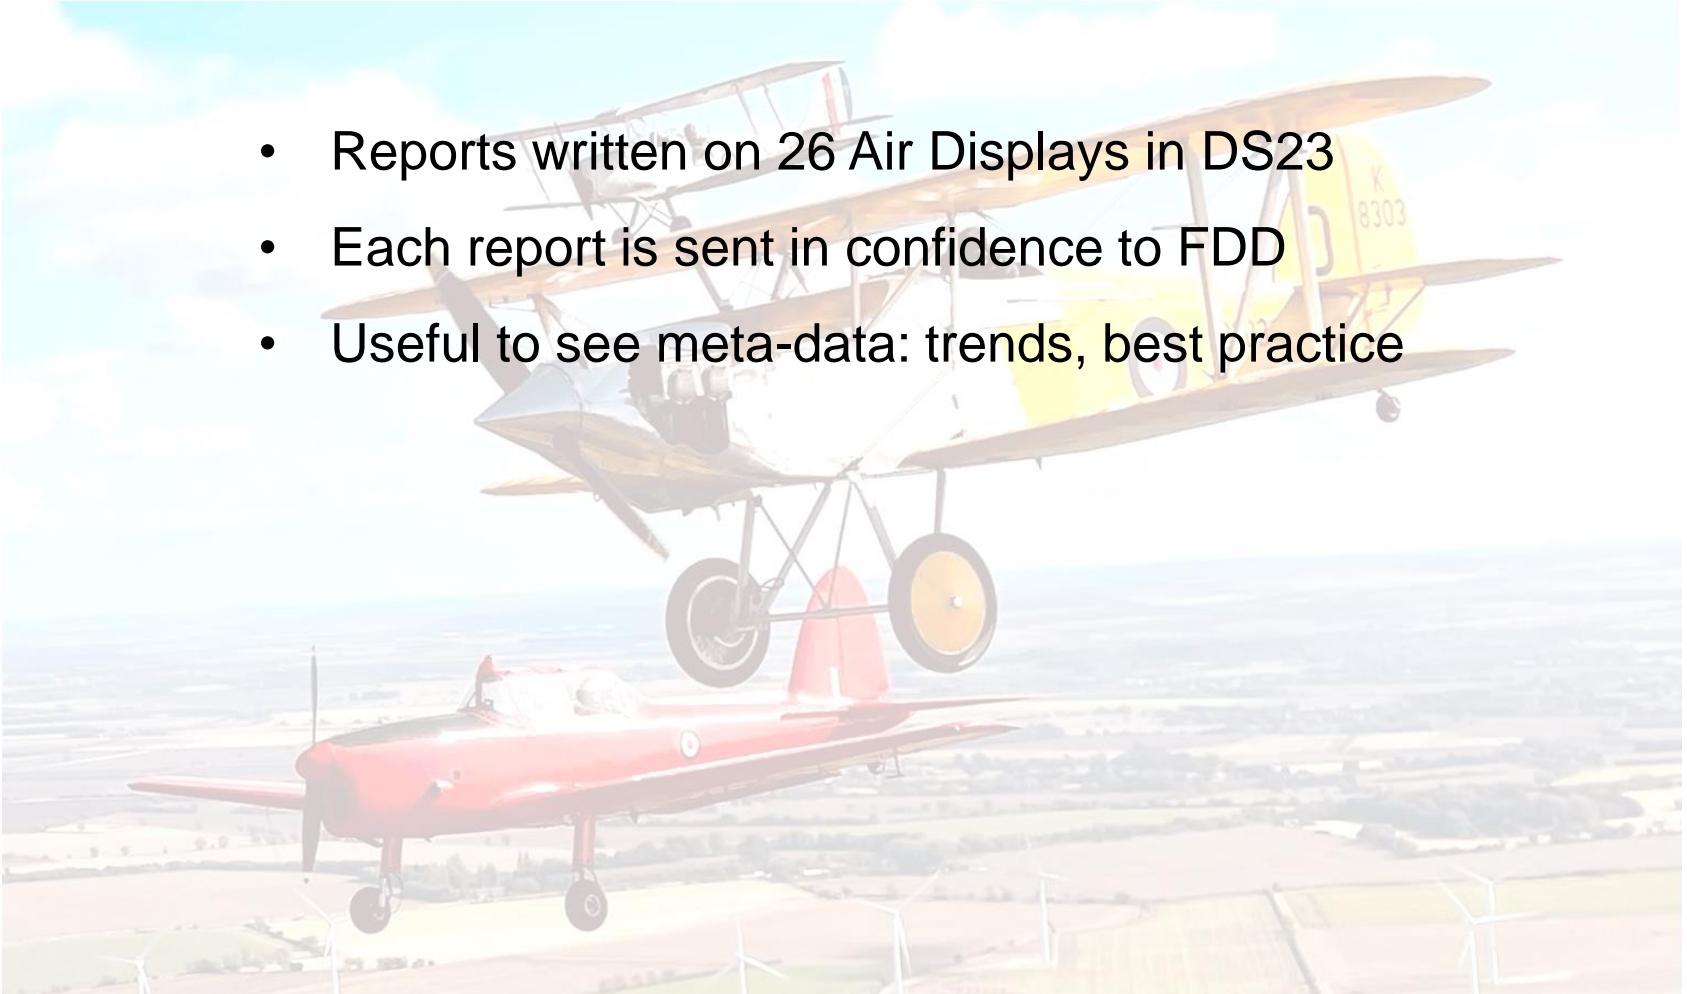 • Reports written on 26 Air Displays in DS23
• Each report is sent in confidence to FDD
• Useful to see meta-data: trends, best practice
K
8303
D